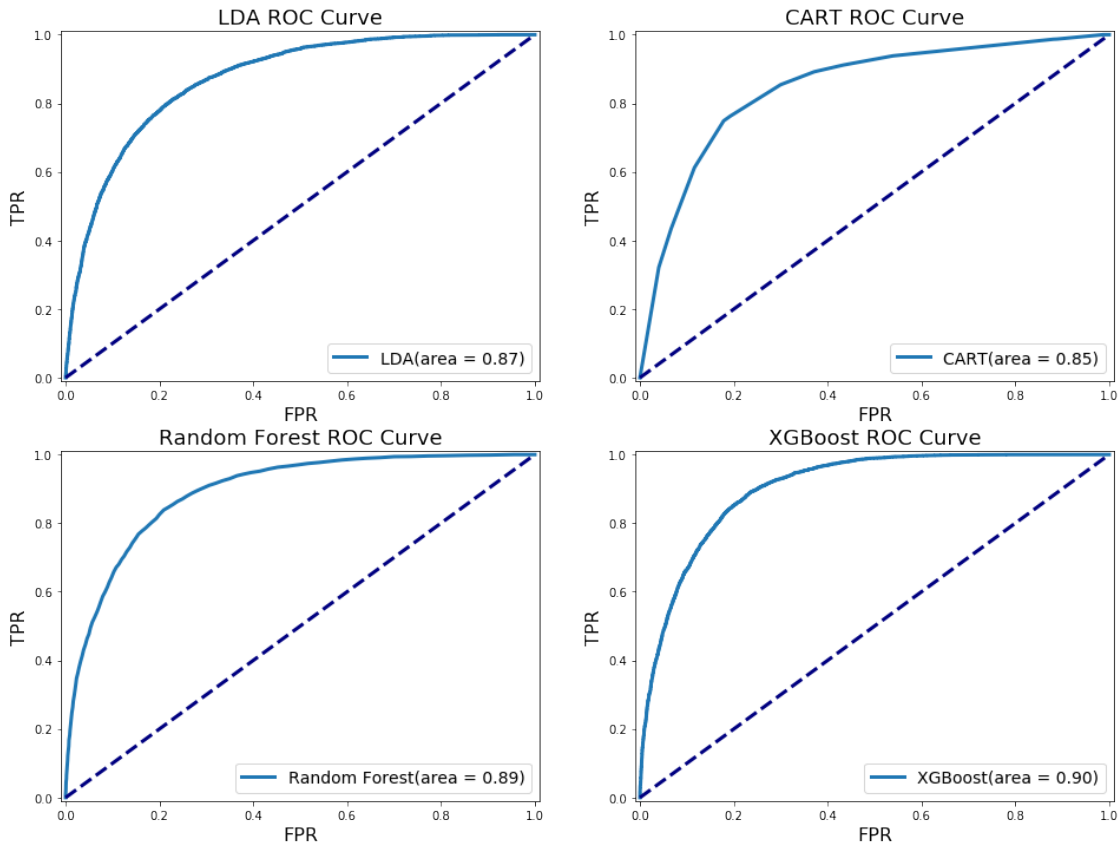 LDA ROC Curve
1.0
0.8
0.6
0.4
0.2
0.0
TPR
LDA(area = 0.87)
0.0 0.2 0.4 0.6 0.8 1.0
FPR
CART ROC Curve
1.0
0.8
0.6
0.4
0.2
0.0
TPR
CART(area = 0.85)
0.0 0.2 0.4 0.6 0.8 1.0
FPR
Random Forest ROC Curve
1.0
0.8
0.6
0.4
0.2
0.0
TPR
Random Forest(area = 0.89)
0.0 0.2 0.4 0.6 0.8 1.0
FPR
XGBoost ROC Curve
1.0
0.8
0.6
0.4
0.2
0.0
TPR
XGBoost(area = 0.90)
0.0 0.2 0.4 0.6 0.8 1.0
FPR